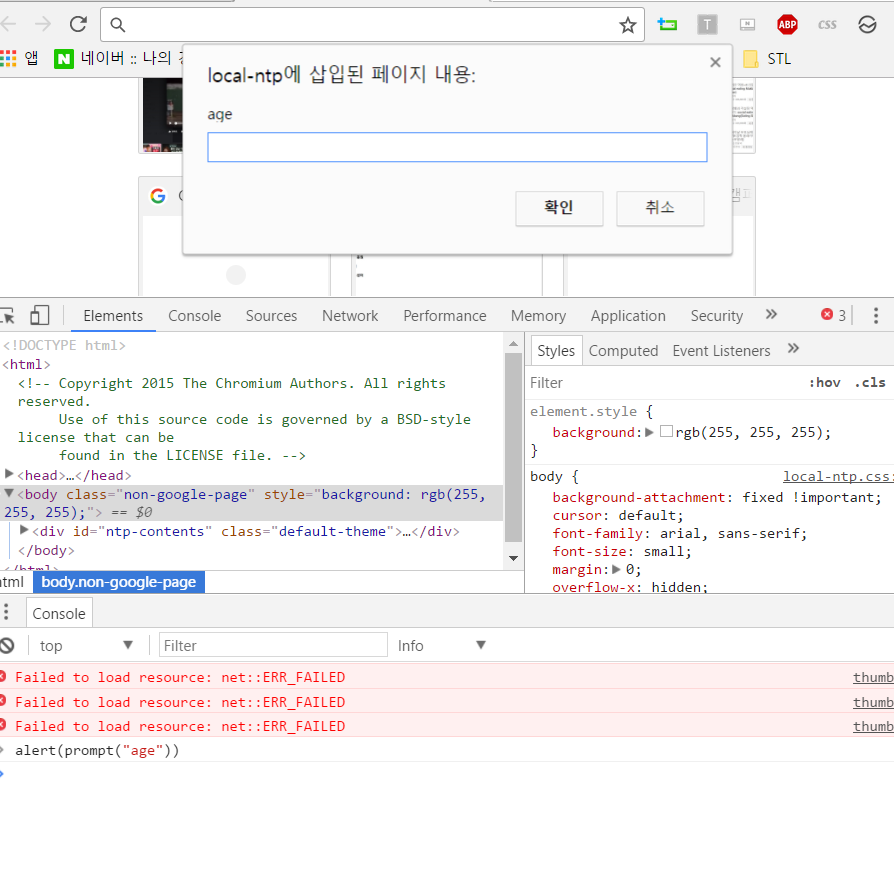 T ABP CSS
앱 N 네이버 :: 나의 STL
local-ntp에 삽입된 페이지 내용:
age
확인 취소
G
Elements Console Sources Network Performance Memory Application Security » 3
<!DOCTYPE html>
<html>
<!-- Copyright 2015 The Chromium Authors. All rights
reserved.
Use of this source code is governed by a BSD-style
license that can be
found in the LICENSE file. -->
<head>…</head>
<body class="non-google-page" style="background: rgb(255,
255, 255);"> == $0
<div id="ntp-contents" class="default-theme">…</div>
</body>
</html>
html body.non-google-page
Styles Computed Event Listeners »
Filter :hov .cls
element.style {
background: rgb(255, 255, 255);
}
body { local-ntp.css:
background-attachment: fixed !important;
cursor: default;
font-family: arial, sans-serif;
font-size: small;
margin: 0;
overflow-x: hidden;
Console
top Filter Info
Failed to load resource: net::ERR_FAILED thumb
Failed to load resource: net::ERR_FAILED thumb
Failed to load resource: net::ERR_FAILED thumb
alert(prompt("age"))